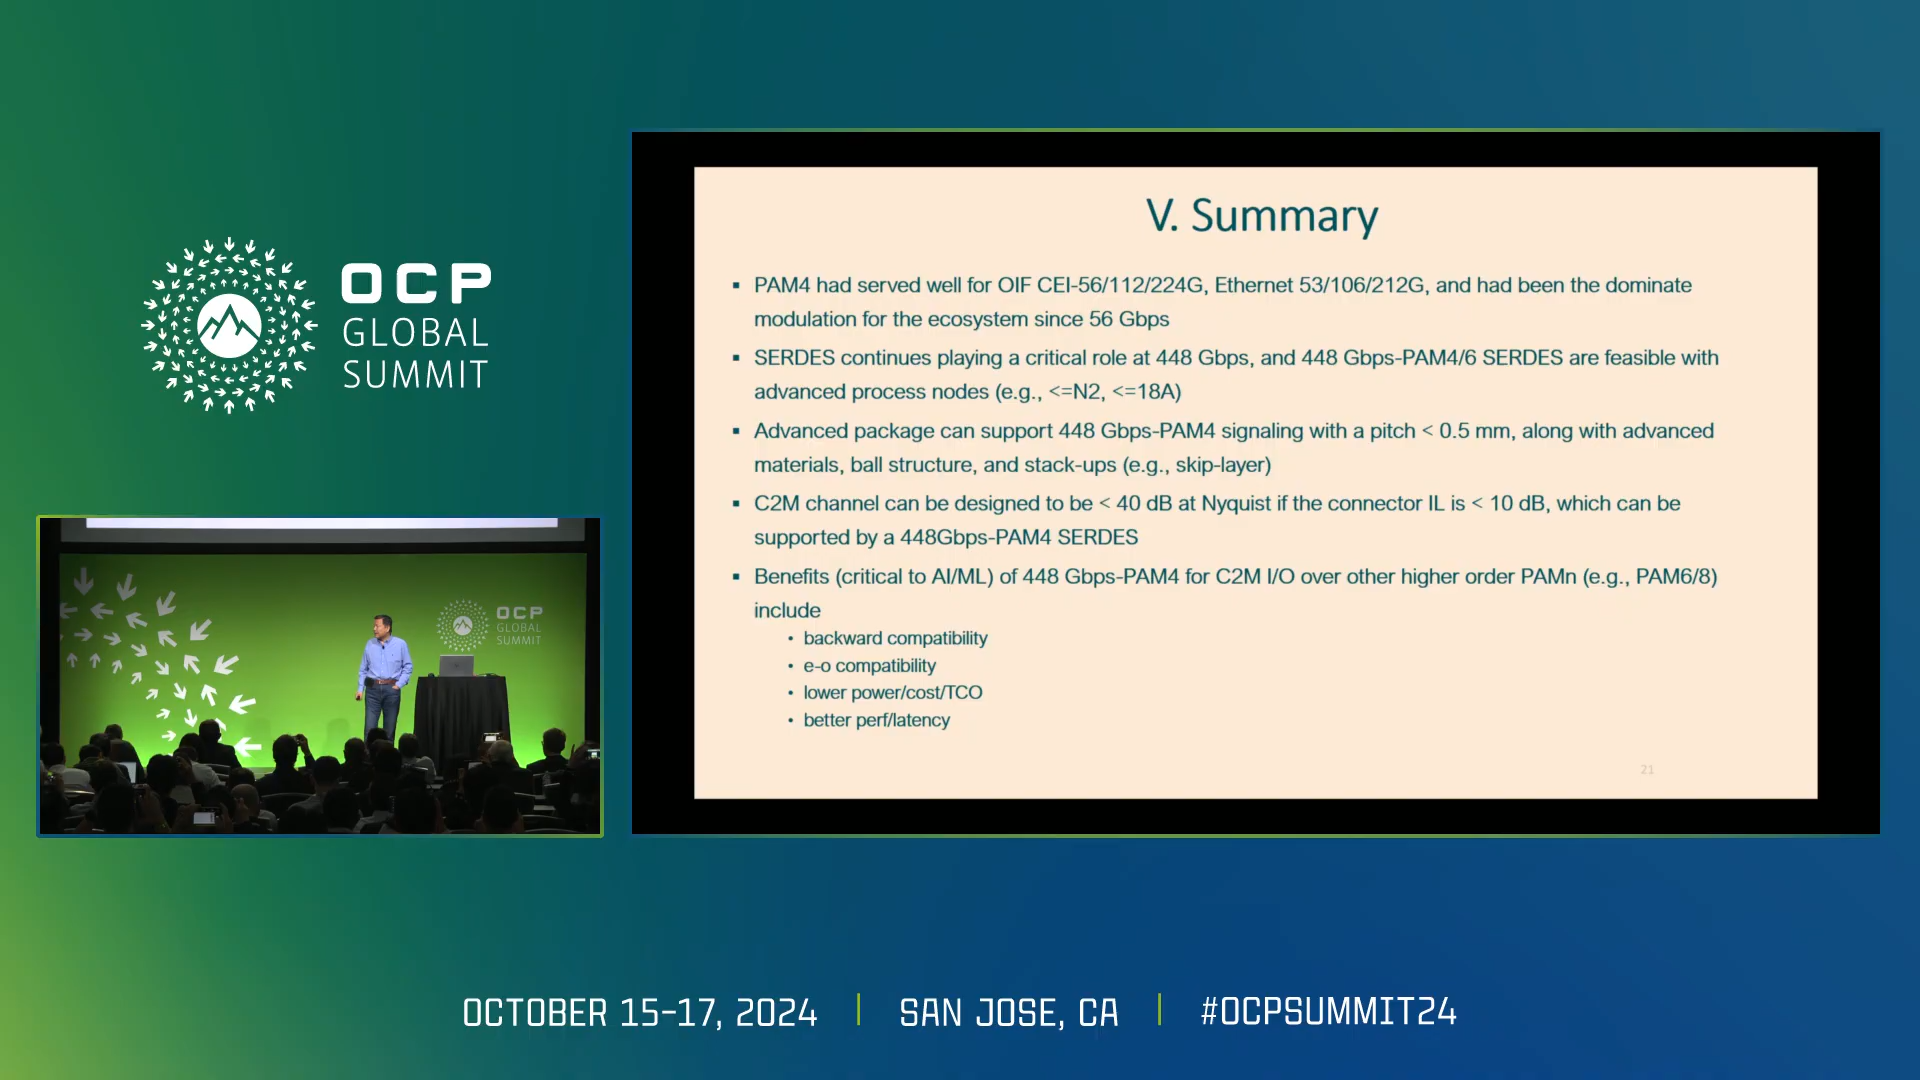 OCP
GLOBAL
SUMMIT
V. Summary
▪ PAM4 had served well for OIF CEI-56/112/224G, Ethernet 53/106/212G, and had been the dominate
modulation for the ecosystem since 56 Gbps
▪ SERDES continues playing a critical role at 448 Gbps, and 448 Gbps-PAM4/6 SERDES are feasible with
advanced process nodes (e.g., <=N2, <=18A)
▪ Advanced package can support 448 Gbps-PAM4 signaling with a pitch < 0.5 mm, along with advanced
materials, ball structure, and stack-ups (e.g., skip-layer)
▪ C2M channel can be designed to be < 40 dB at Nyquist if the connector IL is < 10 dB, which can be
supported by a 448Gbps-PAM4 SERDES
▪ Benefits (critical to AI/ML) of 448 Gbps-PAM4 for C2M I/O over other higher order PAMn (e.g., PAM6/8)
include
• backward compatibility
• e-o compatibility
• lower power/cost/TCO
• better perf/latency
21
OCP
GLOBAL
SUMMIT
OCTOBER 15-17, 2024 | SAN JOSE, CA | #OCPSUMMIT24